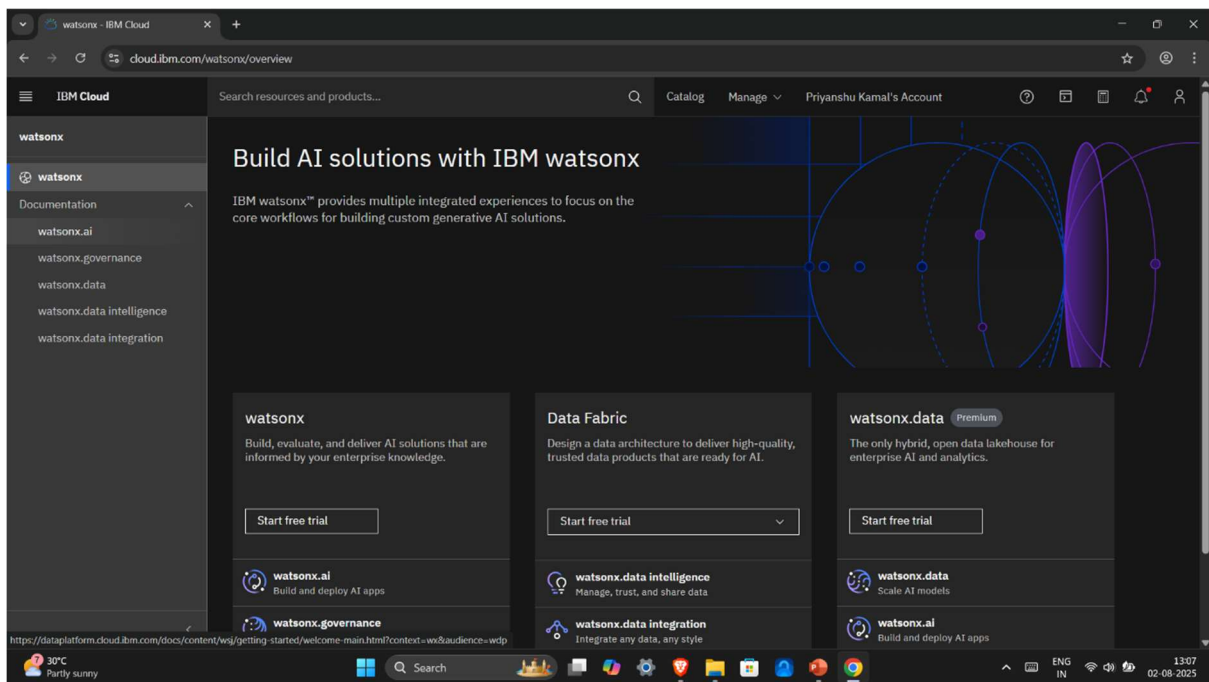 watsonx - IBM Cloud
cloud.ibm.com/watsonx/overview
IBM Cloud
Search resources and products...
Catalog
Manage
Priyanshu Kamal's Account
watsonx
watsonx
Documentation
watsonx.ai
watsonx.governance
watsonx.data
watsonx.data intelligence
watsonx.data integration
Build AI solutions with IBM watsonx
IBM watsonx™ provides multiple integrated experiences to focus on the
core workflows for building custom generative AI solutions.
watsonx
Build, evaluate, and deliver AI solutions that are
informed by your enterprise knowledge.
Start free trial
watsonx.ai
Build and deploy AI apps
watsonx.governance
Data Fabric
Design a data architecture to deliver high-quality,
trusted data products that are ready for AI.
Start free trial
watsonx.data intelligence
Manage, trust, and share data
watsonx.data integration
Integrate any data, any style
watsonx.data Premium
The only hybrid, open data lakehouse for
enterprise AI and analytics.
Start free trial
watsonx.data
Scale AI models
watsonx.ai
Build and deploy AI apps
https://dataplatform.cloud.ibm.com/docs/content/wsj/getting-started/welcome-main.html?context=wx&audience=wdp
7
30°C
Partly sunny
Search
ENG
IN
13:07
02-08-2025